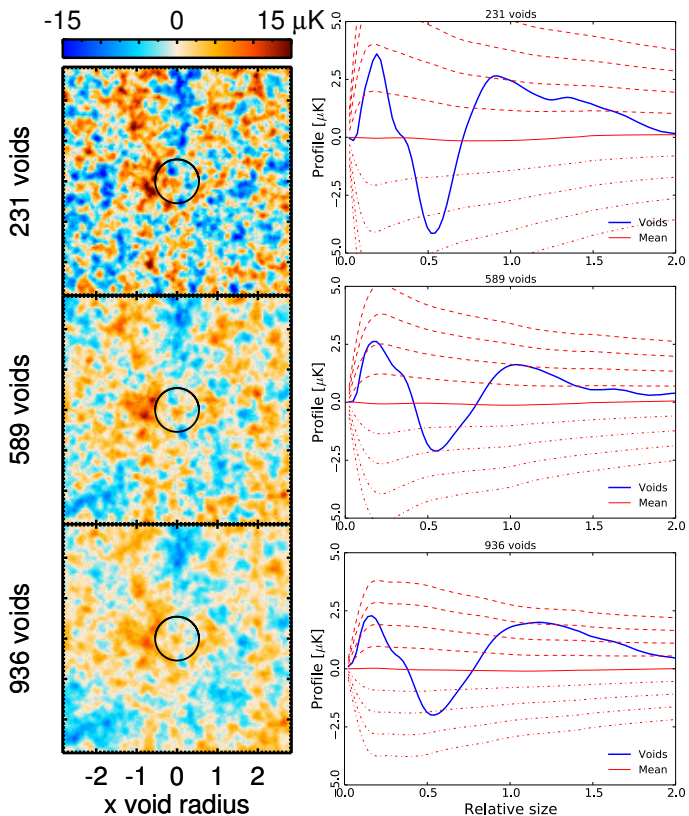 -15 0 15 μK
231 voids
589 voids
936 voids
-2 -1 0 1 2
x void radius
231 voids
Profile [μK]
5.0
2.5
0.0
-2.5
-5.0
Voids
Mean
0.0 0.5 1.0 1.5 2.0
589 voids
Profile [μK]
5.0
2.5
0.0
-2.5
-5.0
Voids
Mean
0.0 0.5 1.0 1.5 2.0
936 voids
Profile [μK]
5.0
2.5
0.0
-2.5
-5.0
Voids
Mean
0.0 0.5 1.0 1.5 2.0
Relative size